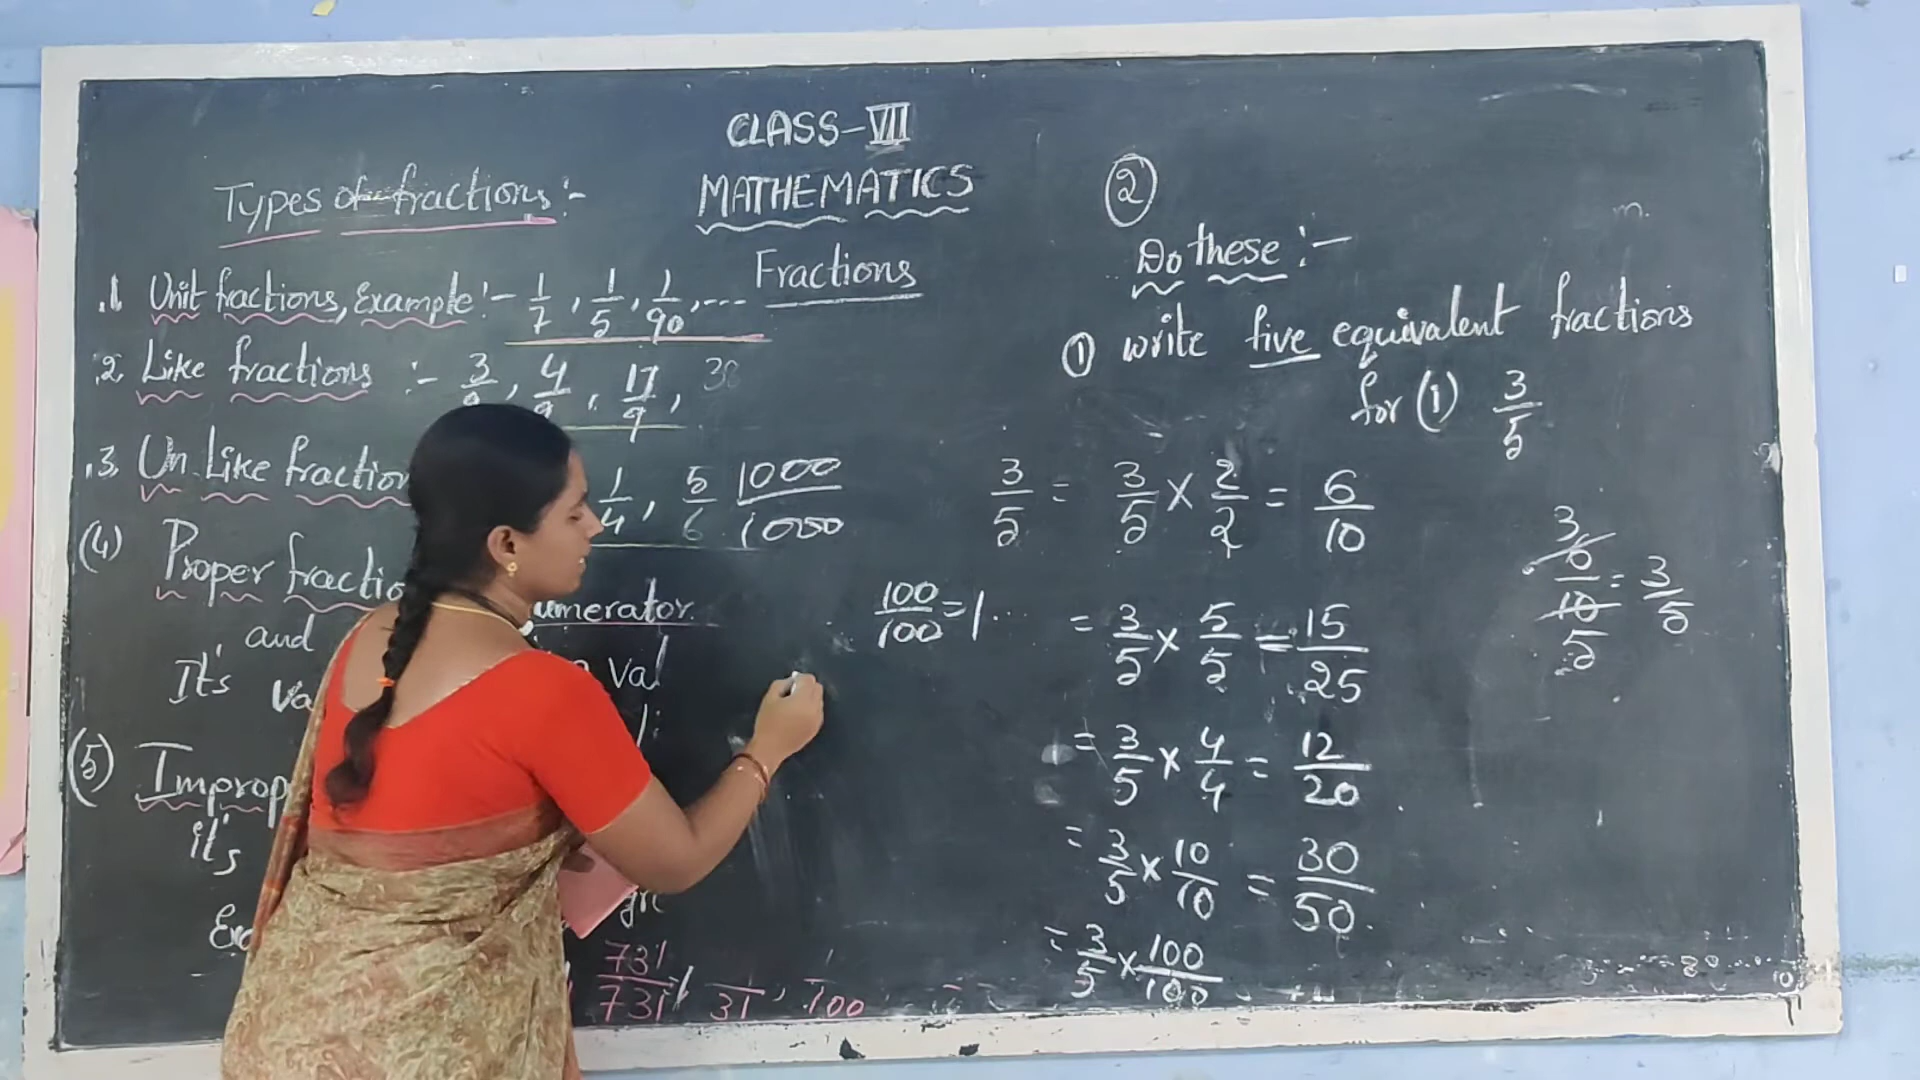 CLASS-VII
MATHEMATICS
Fractions
Types of fractions:-
.1. Unit fractions, Example:- 1/7, 1/5, 1/90, ...
.2. Like fractions :- 3/9, 4/9, 17/9,
.3. Un Like fraction 1/4, 5/6 1000/1000
(4) Proper fractio umerator.
and
It's va val
(5) Improp
it's
731/731
31, 100
100/100 = 1
②
Do these :-
① write five equivalent fractions
for (1) 3/5
3/5 = 3/5 × 2/2 = 6/10
= 3/5 × 5/5 = 15/25
= 3/5 × 4/4 = 12/20
= 3/5 × 10/10 = 30/50.
= 3/5 × 100/100
3
6/10 = 3/5
5